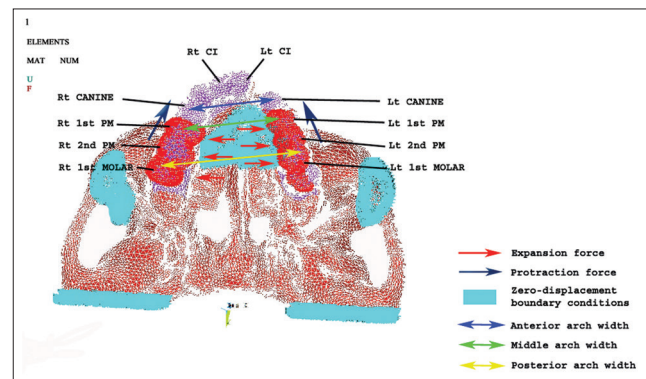 1
ELEMENTS
MAT NUM
U
F
Rt CI Lt CI
Rt CANINE Lt CANINE
Rt 1st PM Lt 1st PM
Rt 2nd PM Lt 2nd PM
Rt 1st MOLAR Lt 1st MOLAR
Expansion force
Protraction force
Zero-displacement
boundary conditions
Anterior arch width
Middle arch width
Posterior arch width